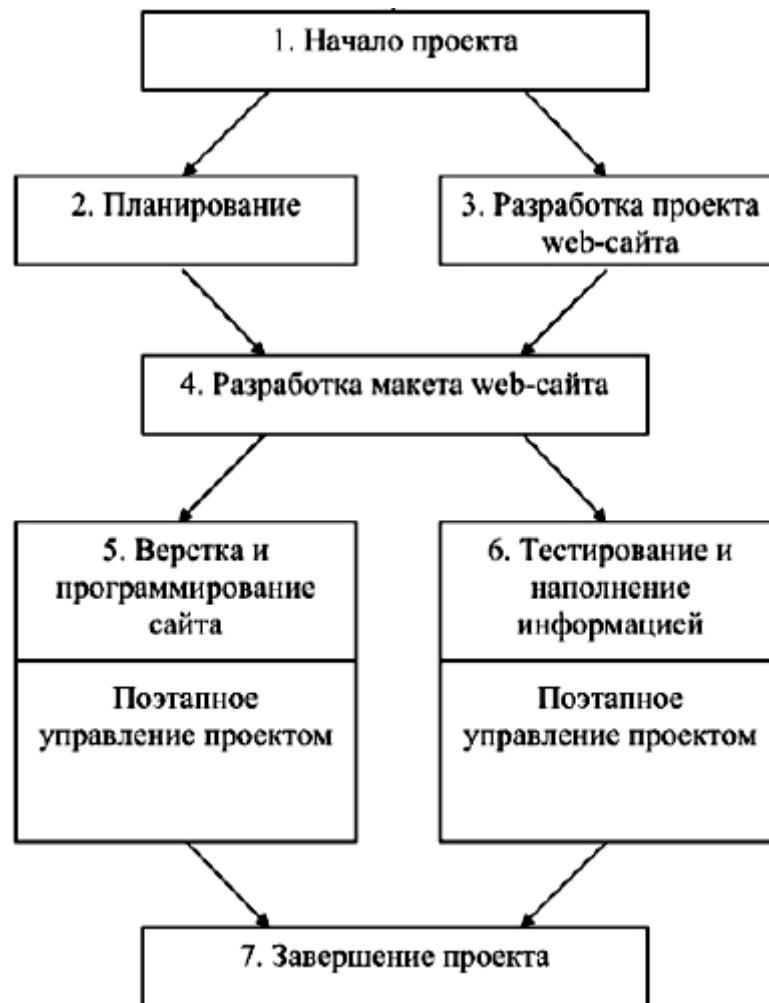 1. Начало проекта
2. Планирование
3. Разработка проекта
web-сайта
4. Разработка макета web-сайта
5. Верстка и
программирование
сайта
Поэтапное
управление проектом
6. Тестирование и
наполнение
информацией
Поэтапное
управление проектом
7. Завершение проекта